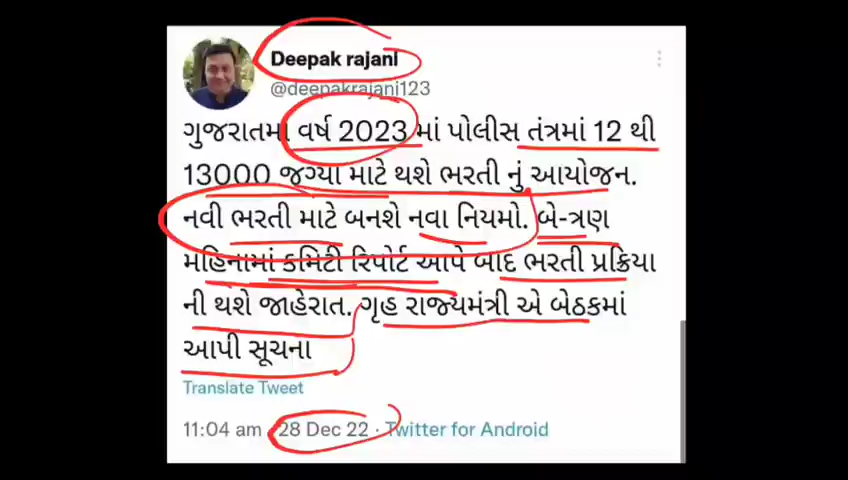 Deepak rajani
@deepakrajani123
ગુજરાતમાં વર્ષ 2023 માં પોલીસ તંત્રમાં 12 થી
13000 જગ્યા માટે થશે ભરતી નું આયોજન.
નવી ભરતી માટે બનશે નવા નિયમો. બે-ત્રણ
મહિનામાં કમિટી રિપોર્ટ આપે બાદ ભરતી પ્રક્રિયા
ની થશે જાહેરાત. ગૃહ રાજ્યમંત્રી એ બેઠકમાં
આપી સૂચના
Translate Tweet
11:04 am · 28 Dec 22 · Twitter for Android